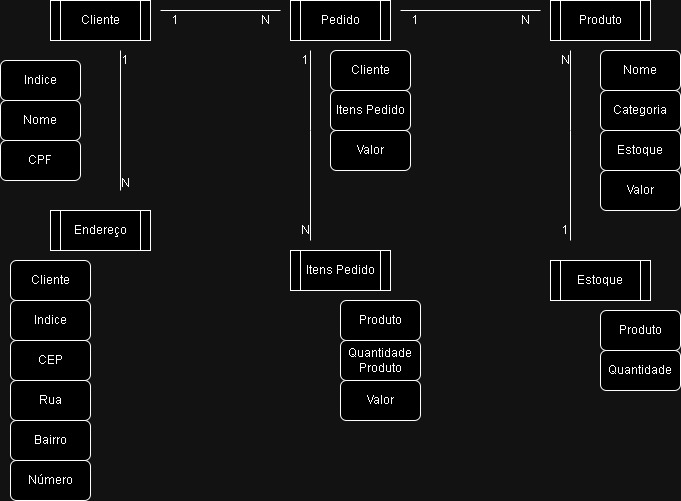 Cliente
1
N
Pedido
1
N
Produto
1
1
N
Indice
Nome
CPF
Cliente
Itens Pedido
Valor
Nome
Categoria
Estoque
Valor
N
N
1
Endereço
Itens Pedido
Estoque
Cliente
Indice
CEP
Rua
Bairro
Número
Produto
Quantidade
Produto
Valor
Produto
Quantidade